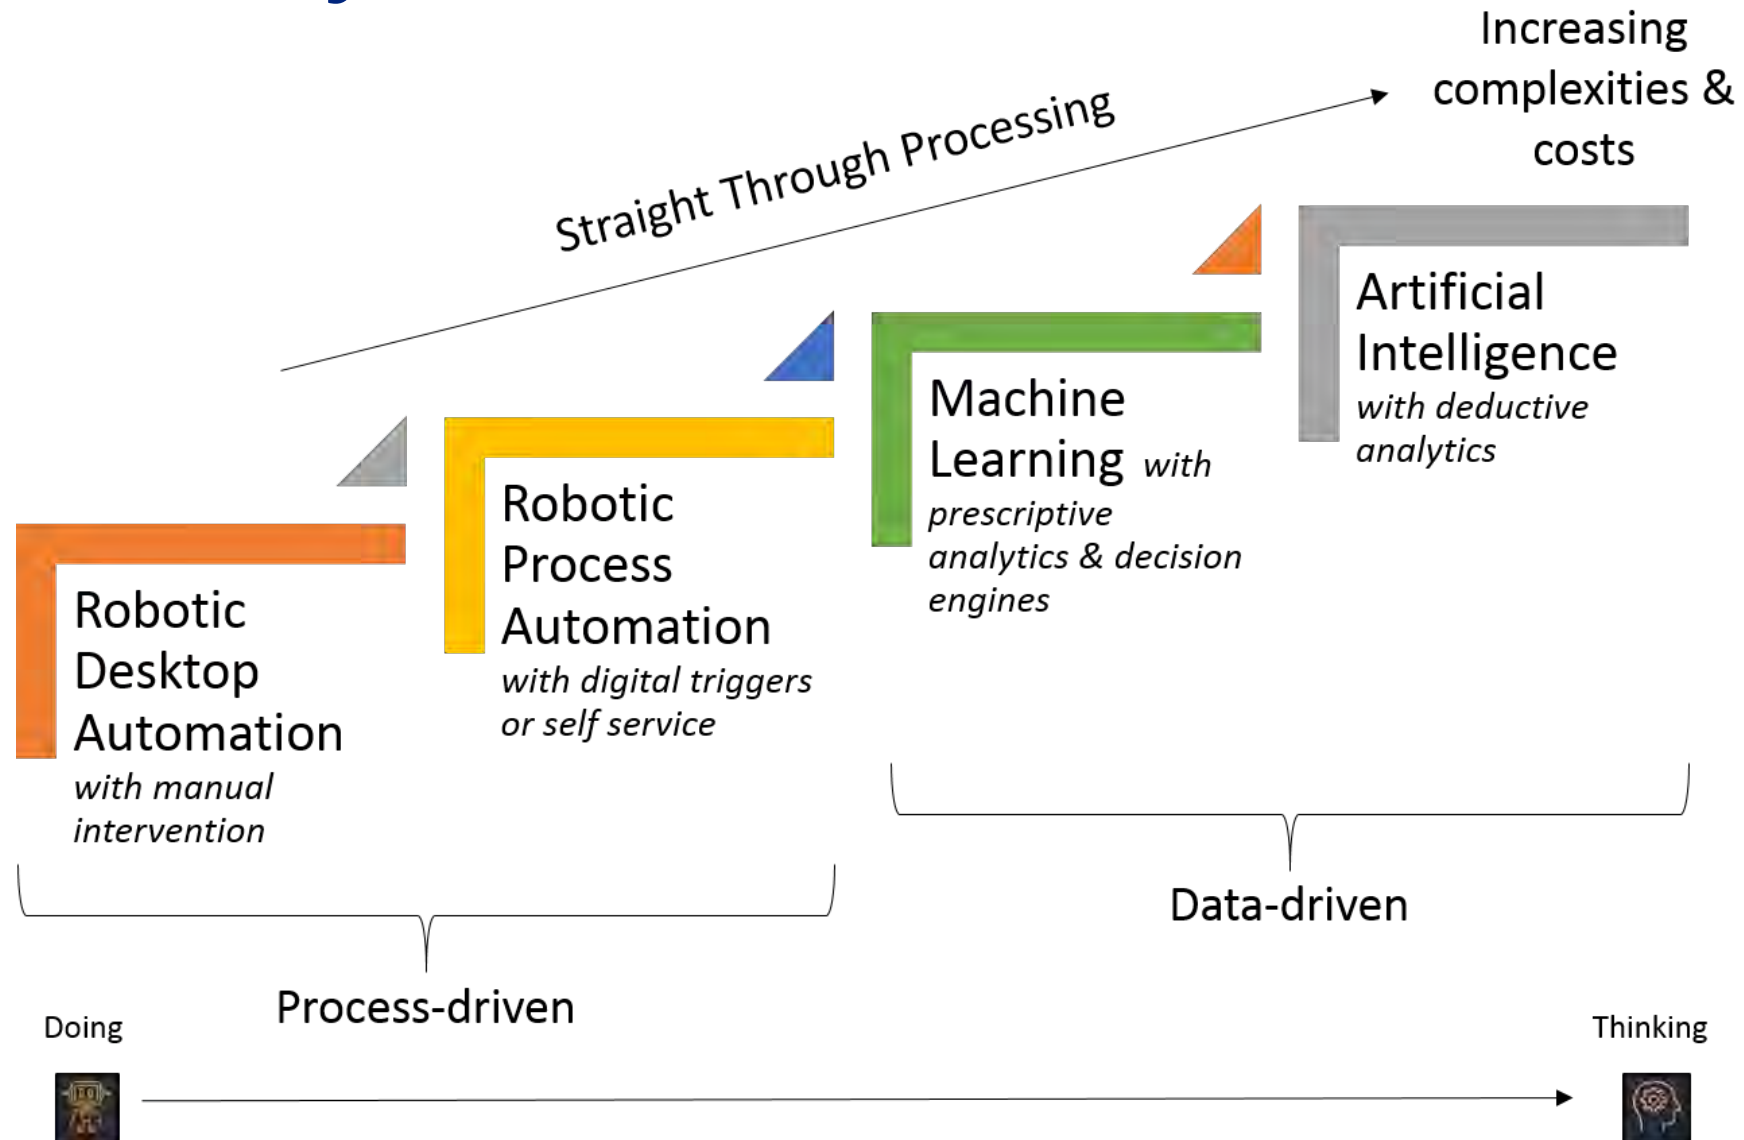 Increasing
complexities &
costs
Straight Through Processing
Artificial
Intelligence
with deductive
analytics
Machine
Learning with
prescriptive
analytics & decision
engines
Robotic
Process
Automation
with digital triggers
or self service
Robotic
Desktop
Automation
with manual
intervention
Data-driven
Process-driven
Doing
Thinking